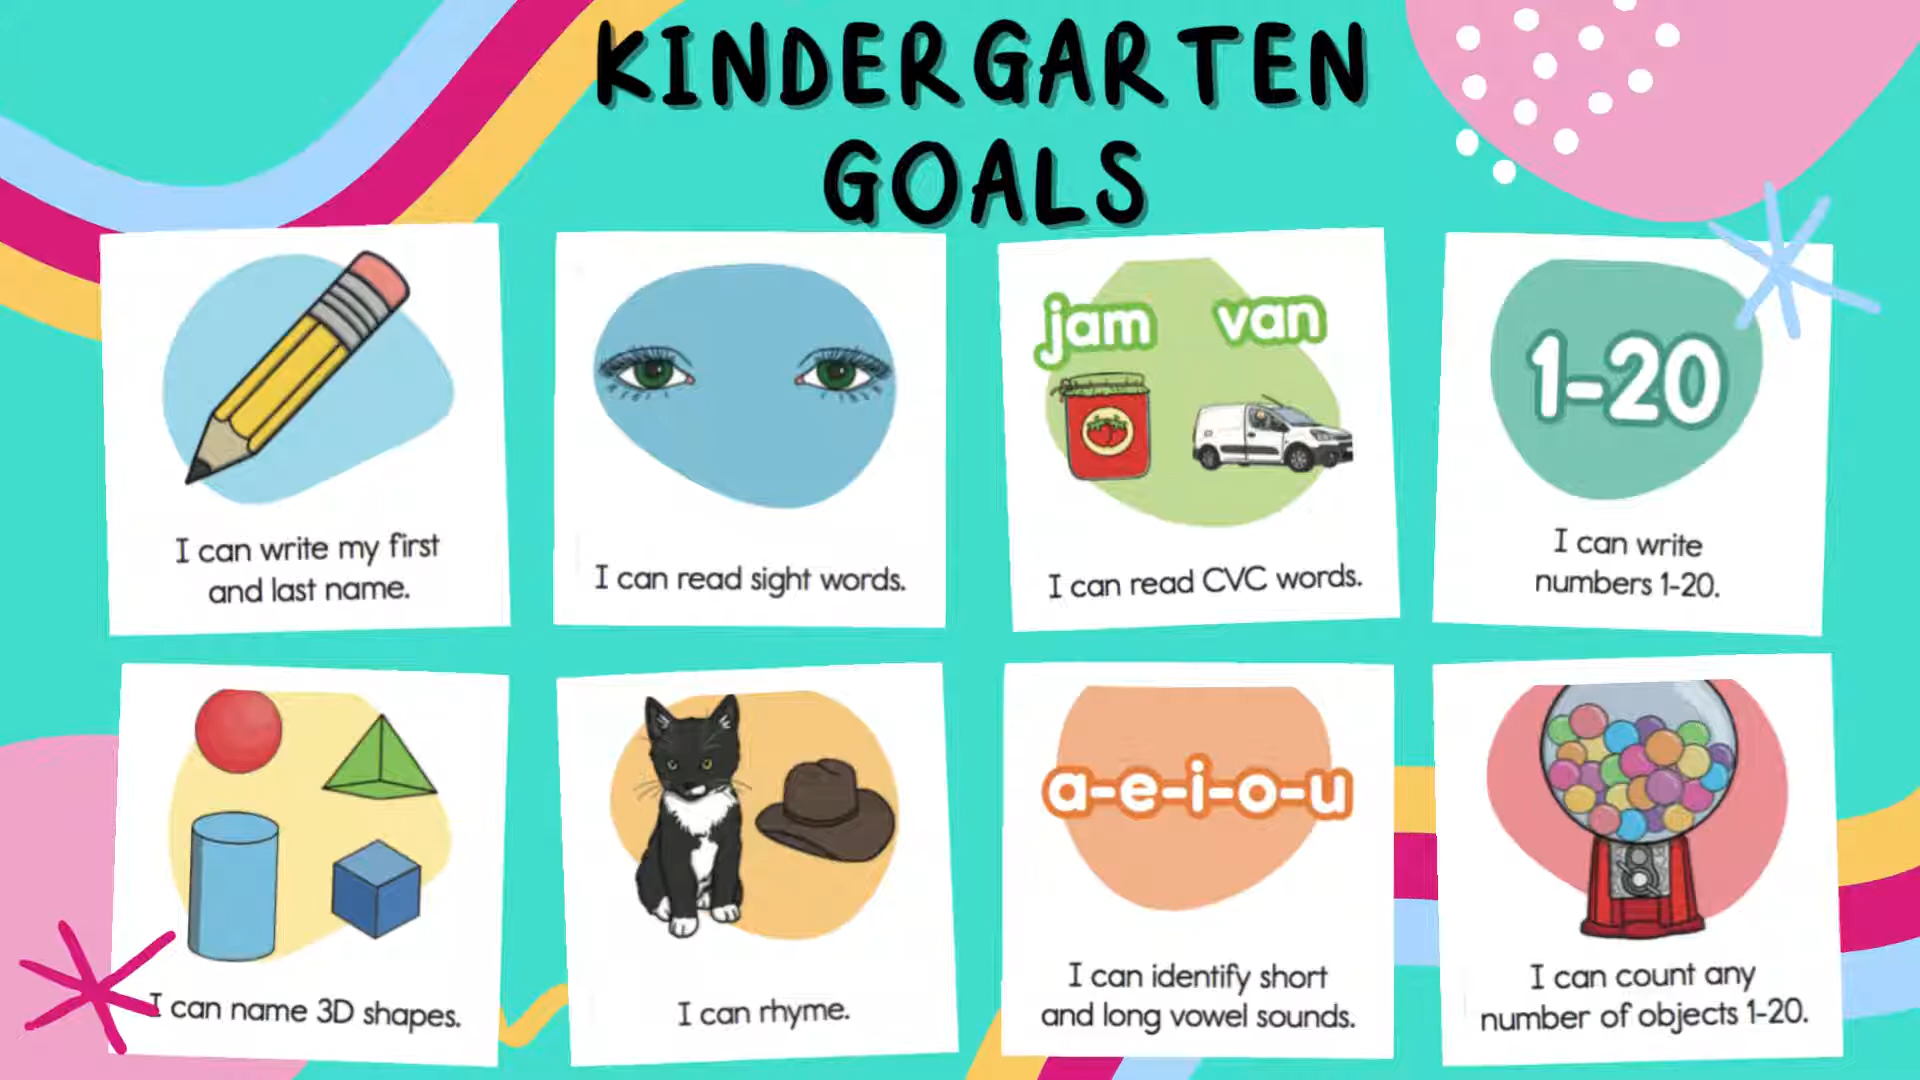 KINDERGARTEN
GOALS
I can write my first
and last name.
I can read sight words.
jam van
I can read CVC words.
1-20
I can write
numbers 1-20.
I can name 3D shapes.
I can rhyme.
a-e-i-o-u
I can identify short
and long vowel sounds.
I can count any
number of objects 1-20.